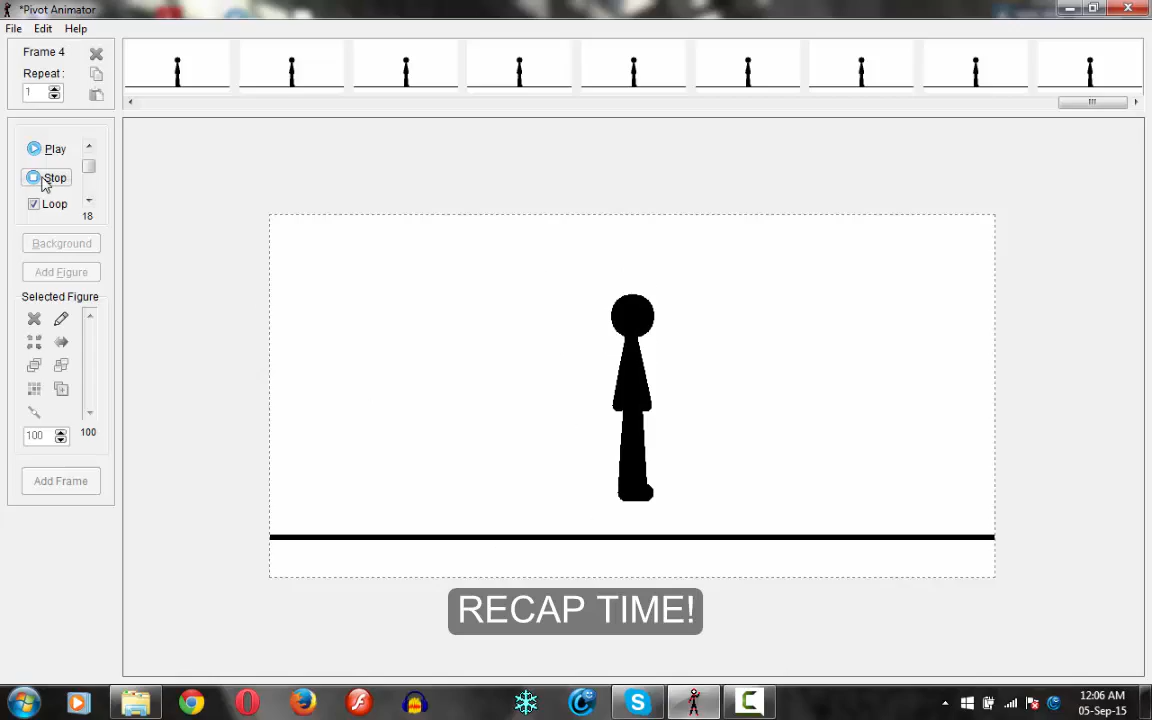 *Pivot Animator
File Edit Help
Frame 4
Repeat:
1
Play
Stop
Loop
18
Background
Add Figure
Selected Figure
100
100
Add Frame
RECAP TIME!
12:06 AM
05-Sep-15